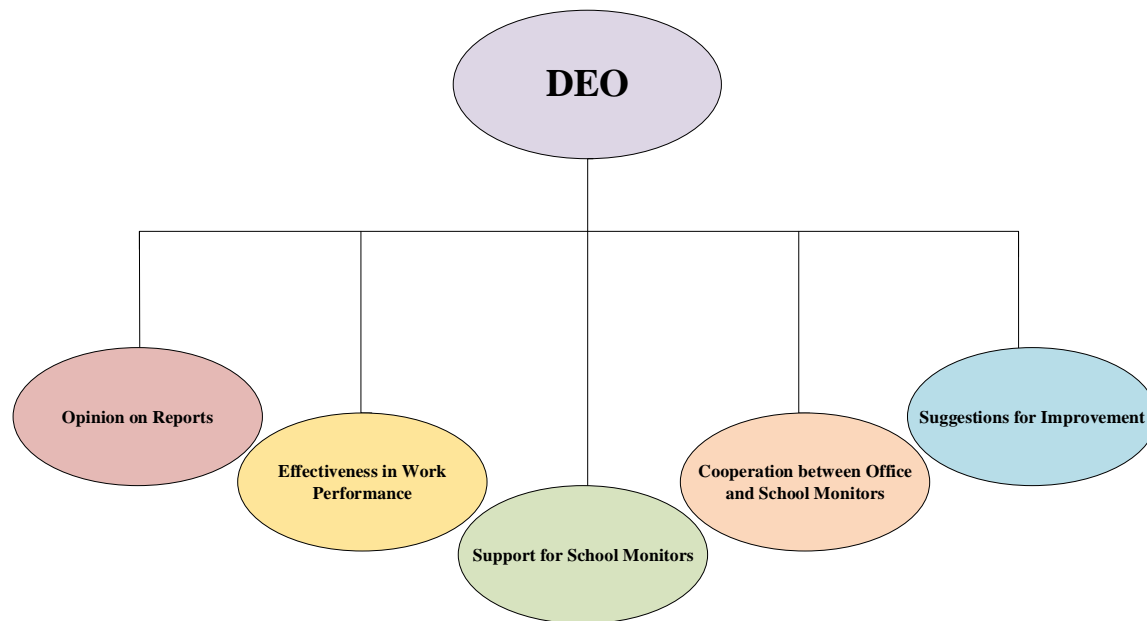 DEO
Opinion on Reports
Effectiveness in Work
Performance
Support for School Monitors
Cooperation between Office
and School Monitors
Suggestions for Improvement